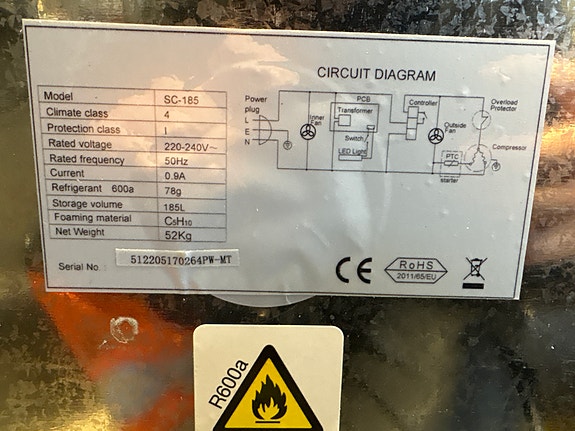 CIRCUIT DIAGRAM
Model SC-185
Climate class 4
Protection class I
Rated voltage 220-240V~
Rated frequency 50Hz
Current 0.9A
Refrigerant 600a 78g
Storage volume 185L
Foaming material C₅H₁₀
Net Weight 52Kg
Serial No. 512205170264PW-MT
Power plug
L
E
N
Inner Fan
PCB
Transformer
Switch
LED Light
Controller
Outside Fan
Overload Protector
Compressor
PTC
starter
CE
RoHS
2011/65/EU
R600a